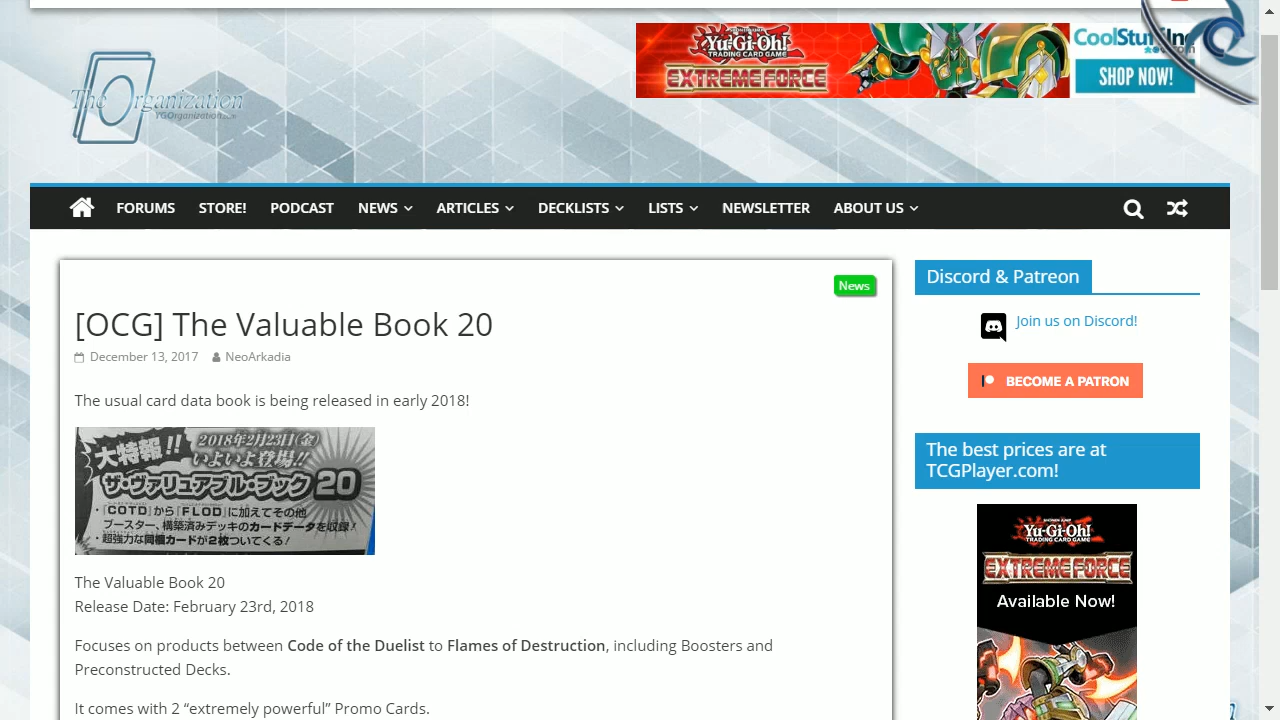 The Organization
YGOrganization.com
Yu-Gi-Oh!
TRADING CARD GAME
EXTREME FORCE
CoolStuffInc
SHOP NOW!
FORUMS STORE! PODCAST NEWS ARTICLES DECKLISTS LISTS NEWSLETTER ABOUT US
News
[OCG] The Valuable Book 20
December 13, 2017 NeoArkadia
The usual card data book is being released in early 2018!
大特報!! 2018年2月23日(金)
いよいよ登場!!
ザ・ヴァリュアブル・ブック20
・「COTD」から「FLOD」に加えてその他
ブースター、構築済みデッキのカードデータを収録!
・超強力な同梱カードが2枚ついてくる!
The Valuable Book 20
Release Date: February 23rd, 2018
Focuses on products between Code of the Duelist to Flames of Destruction, including Boosters and
Preconstructed Decks.
It comes with 2 “extremely powerful” Promo Cards.
Discord & Patreon
Join us on Discord!
BECOME A PATRON
The best prices are at
TCGPlayer.com!
Yu-Gi-Oh!
TRADING CARD GAME
EXTREME FORCE
Available Now!